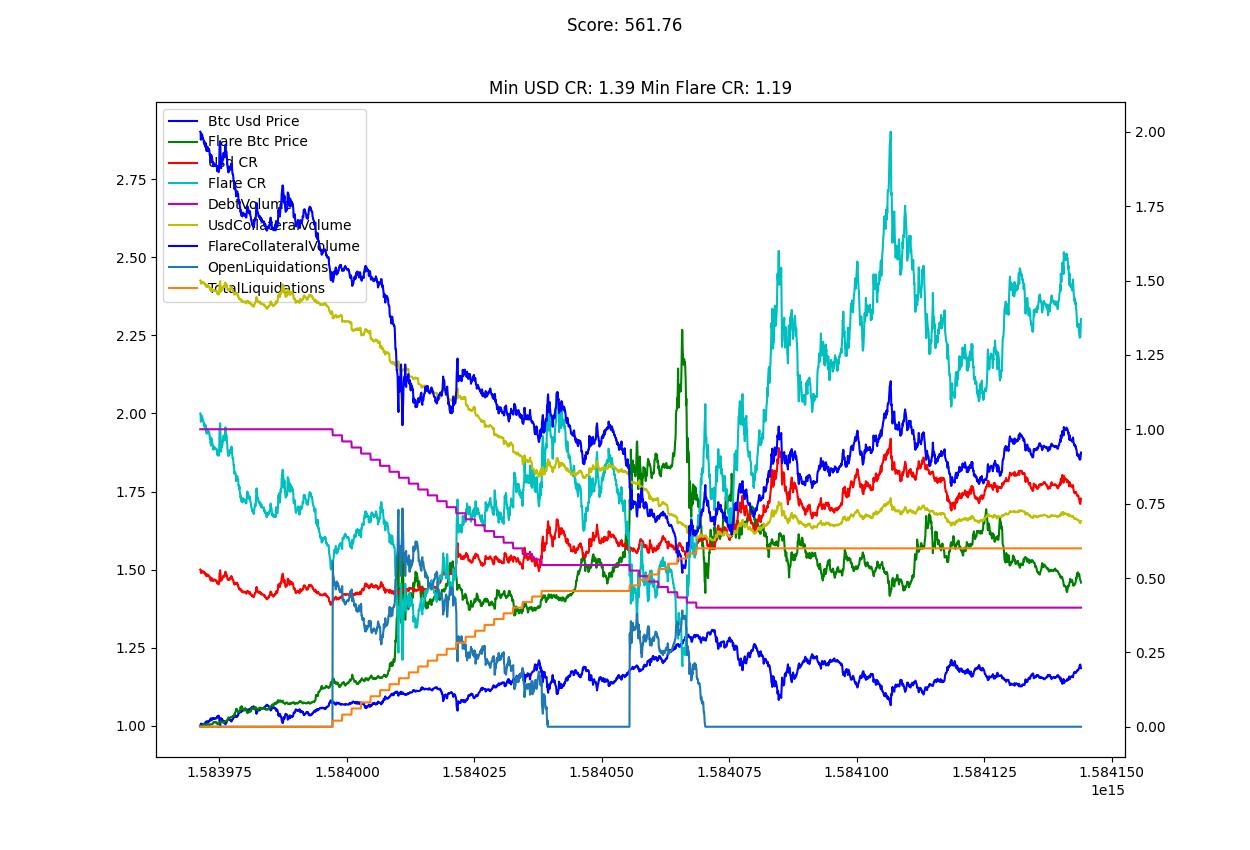 Score: 561.76
Min USD CR: 1.39 Min Flare CR: 1.19
Btc Usd Price
Flare Btc Price
Usd CR
Flare CR
DebtVolume
UsdCollateralVolume
FlareCollateralVolume
OpenLiquidations
TotalLiquidations
2.75
2.50
2.25
2.00
1.75
1.50
1.25
1.00
2.00
1.75
1.50
1.25
1.00
0.75
0.50
0.25
0.00
1.583975 1.584000 1.584025 1.584050 1.584075 1.584100 1.584125 1.584150
1e15